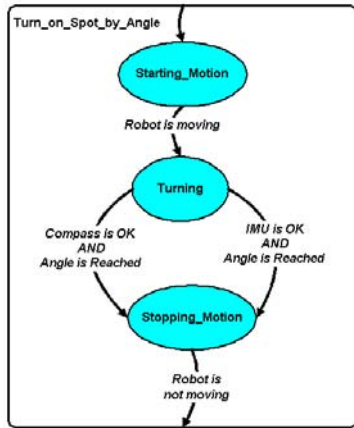 Turn_on_Spot_by_Angle
Starting_Motion
Robot is moving
Turning
Compass is OK
AND
Angle is Reached
IMU is OK
AND
Angle is Reached
Stopping_Motion
Robot is
not moving